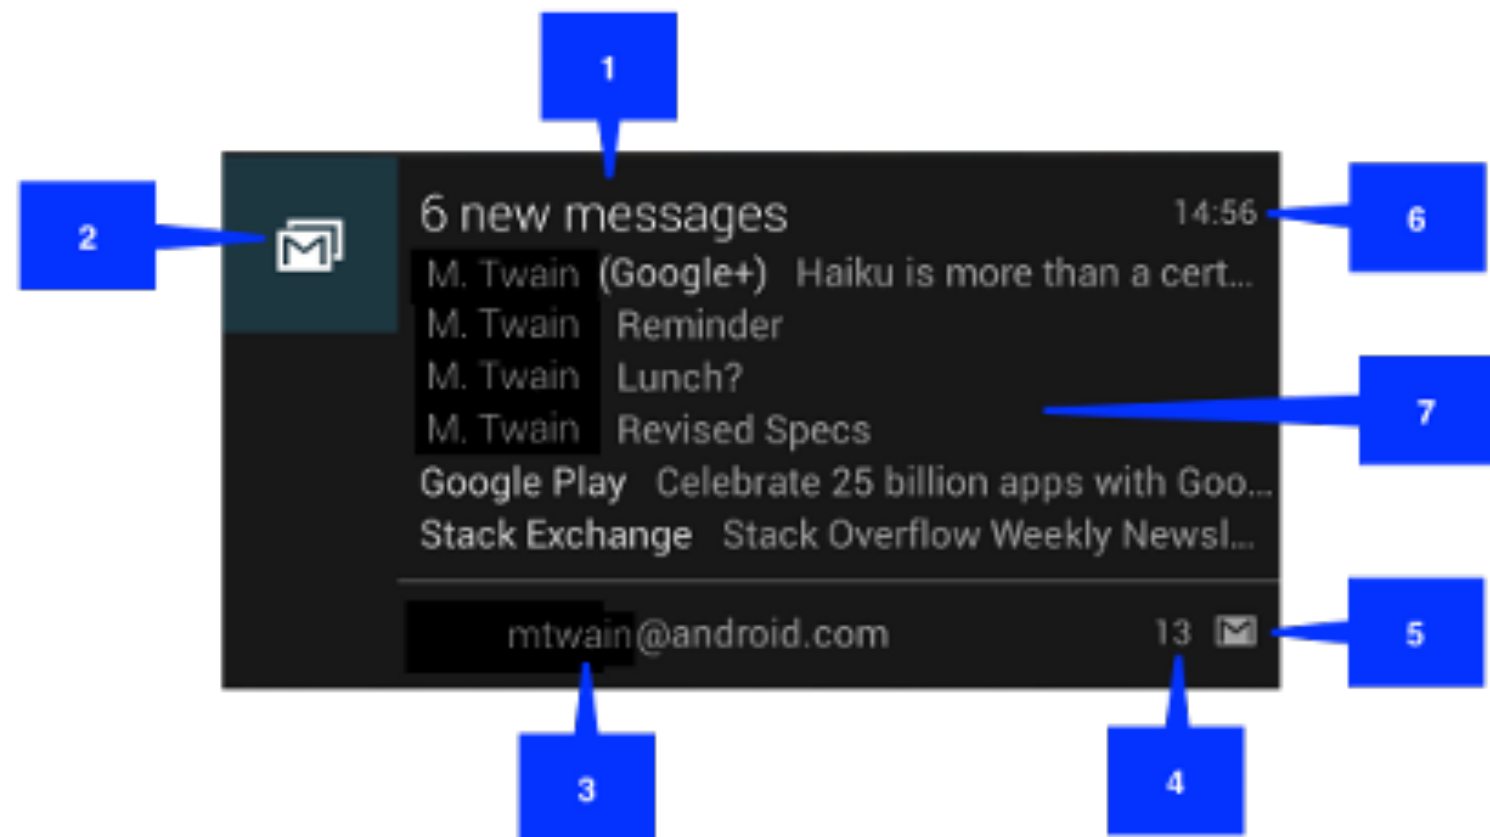 1
6 new messages 14:56
2
6
M. Twain (Google+) Haiku is more than a cert...
M. Twain Reminder
M. Twain Lunch?
7
M. Twain Revised Specs
Google Play Celebrate 25 billion apps with Goo...
Stack Exchange Stack Overflow Weekly Newsl...
mtwain@android.com 13
5
3
4